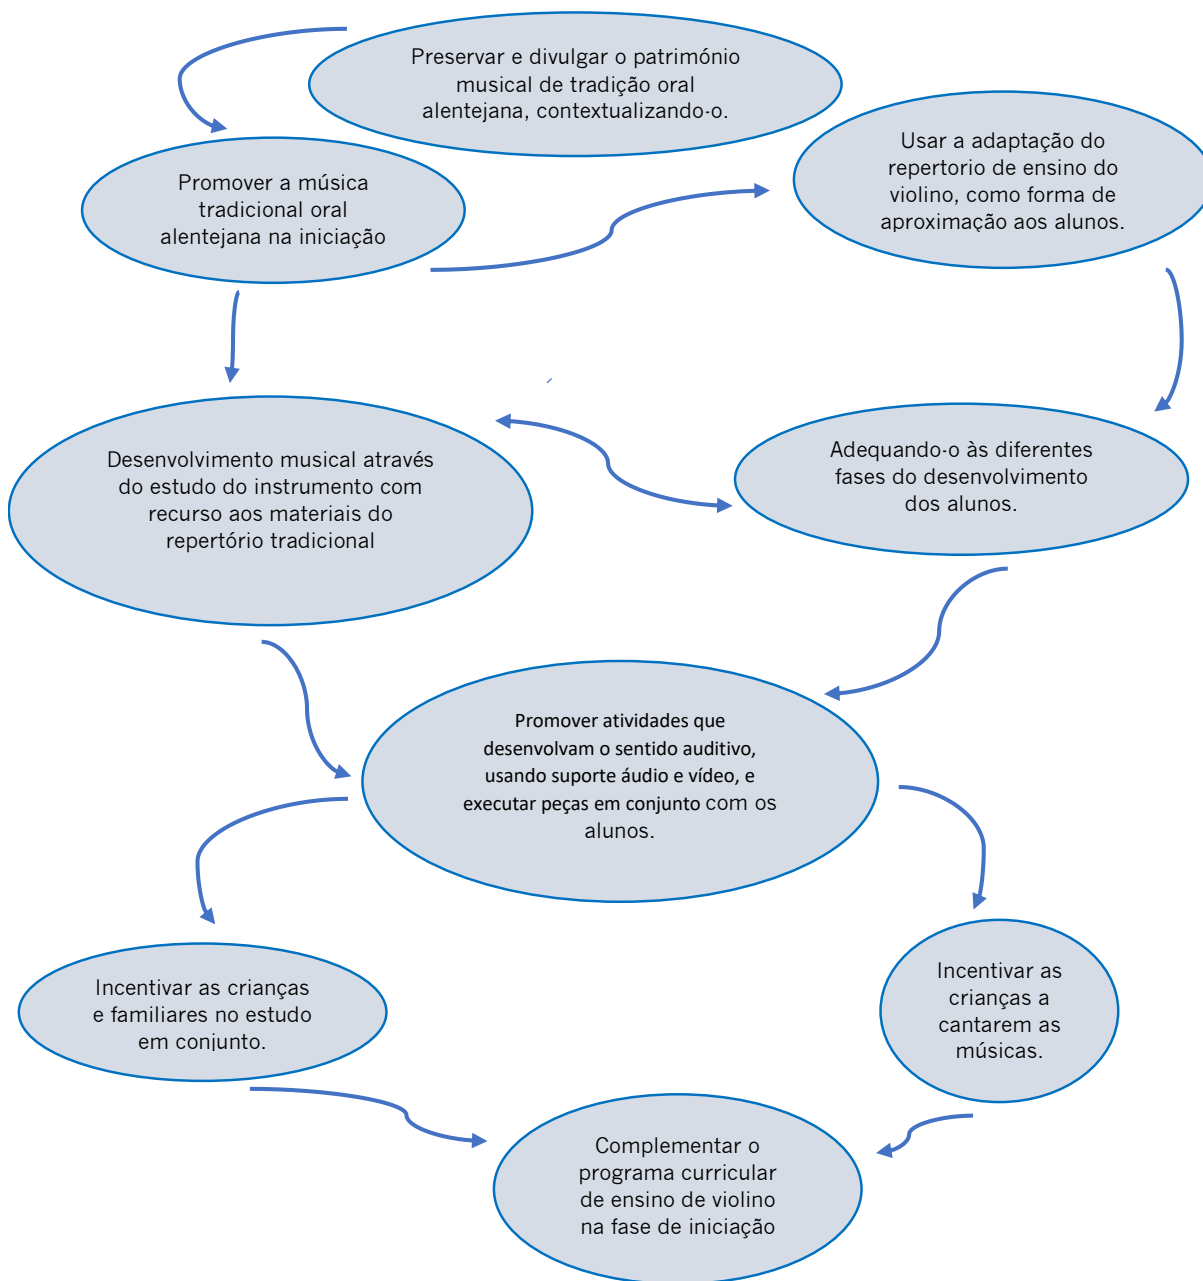 Preservar e divulgar o património
musical de tradição oral
alentejana, contextualizando-o.
Usar a adaptação do
repertorio de ensino do
violino, como forma de
aproximação aos alunos.
Promover a música
tradicional oral
alentejana na iniciação
Desenvolvimento musical através
do estudo do instrumento com
recurso aos materiais do
repertório tradicional
Adequando-o às diferentes
fases do desenvolvimento
dos alunos.
Promover atividades que
desenvolvam o sentido auditivo,
usando suporte áudio e vídeo, e
executar peças em conjunto com os
alunos.
Incentivar as crianças
e familiares no estudo
em conjunto.
Incentivar as
crianças a
cantarem as
músicas.
Complementar o
programa curricular
de ensino de violino
na fase de iniciação